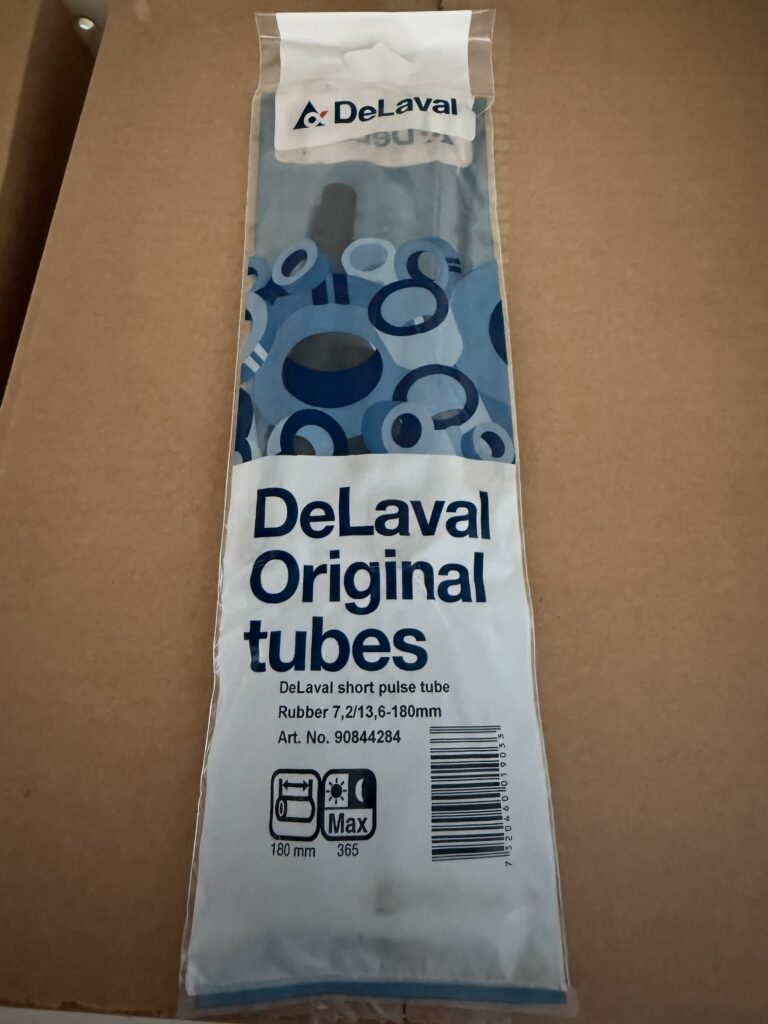 DeLaval
DeLaval
Original
tubes
DeLaval short pulse tube
Rubber 7,2/13,6-180mm
Art. No. 90844284
Max
180 mm 365
7320460019035